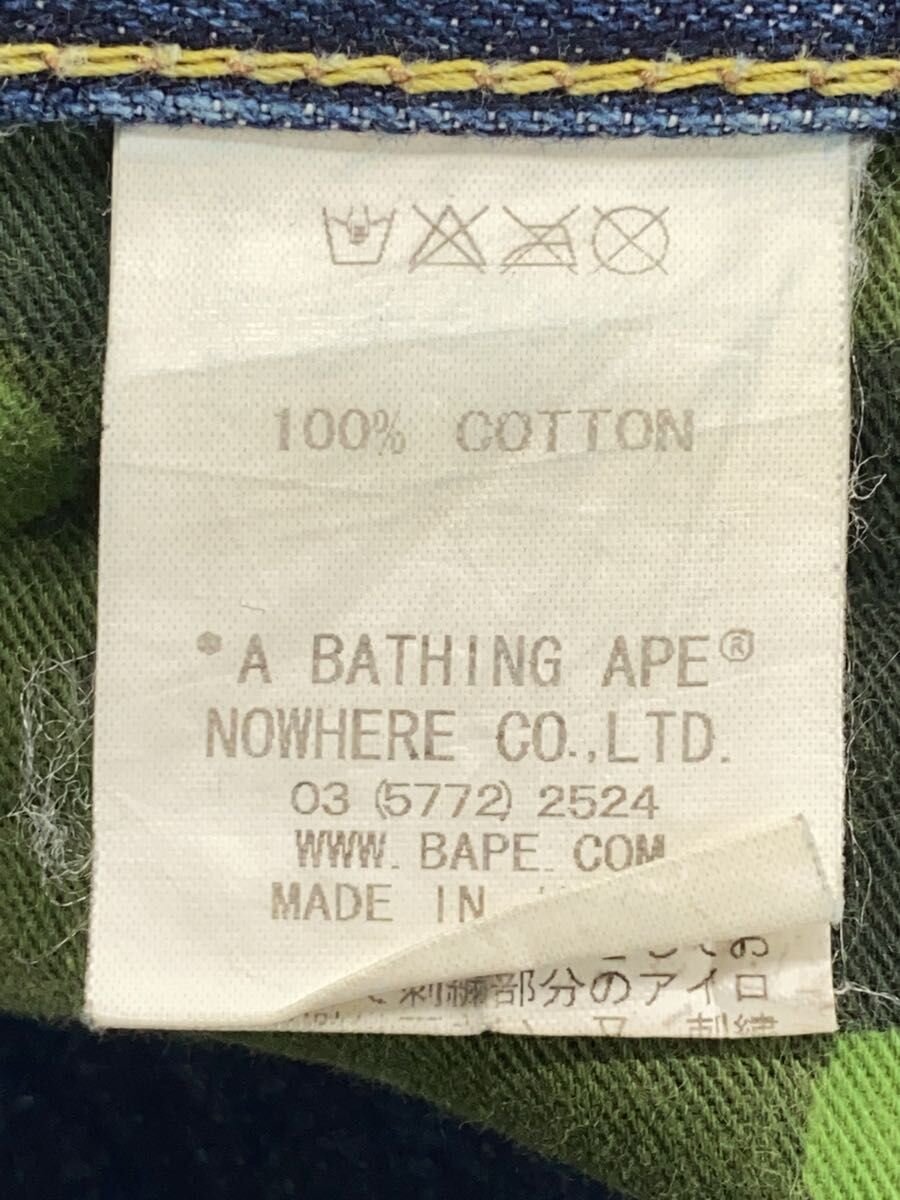 100% COTTON
*A BATHING APE®
NOWHERE CO.,LTD.
03 (5772) 2524
WWW. BAPE. COM
MADE IN
の
刺繍部分のアイロ